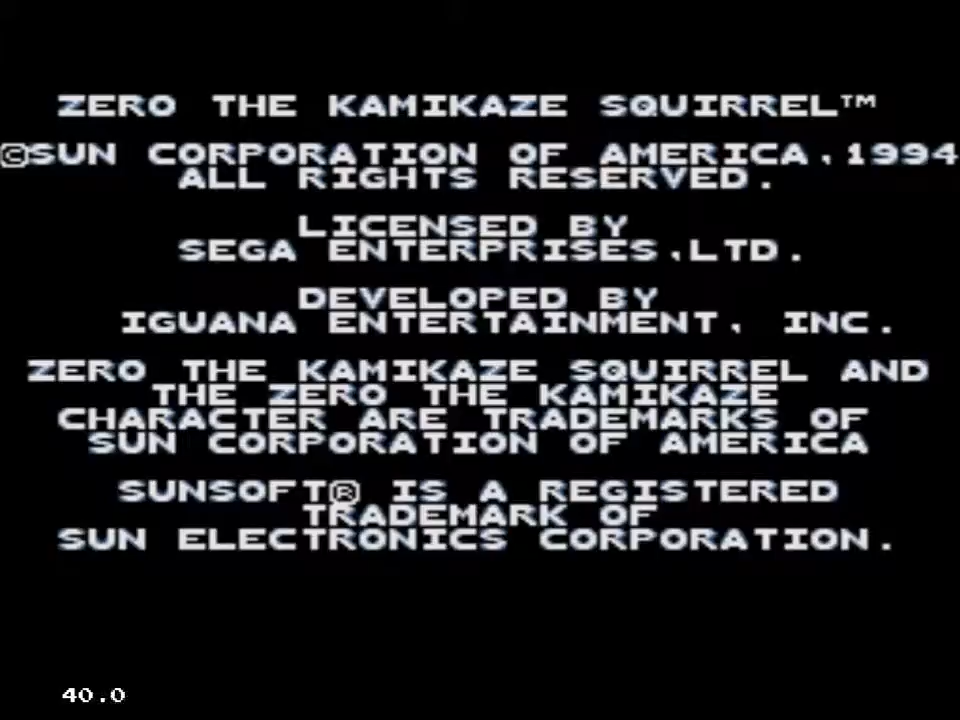 ZERO THE KAMIKAZE SQUIRREL™
©SUN CORPORATION OF AMERICA,1994
ALL RIGHTS RESERVED.
LICENSED BY
SEGA ENTERPRISES,LTD.
DEVELOPED BY
IGUANA ENTERTAINMENT, INC.
ZERO THE KAMIKAZE SQUIRREL AND
THE ZERO THE KAMIKAZE
CHARACTER ARE TRADEMARKS OF
SUN CORPORATION OF AMERICA
SUNSOFT® IS A REGISTERED
TRADEMARK OF
SUN ELECTRONICS CORPORATION.
40.0